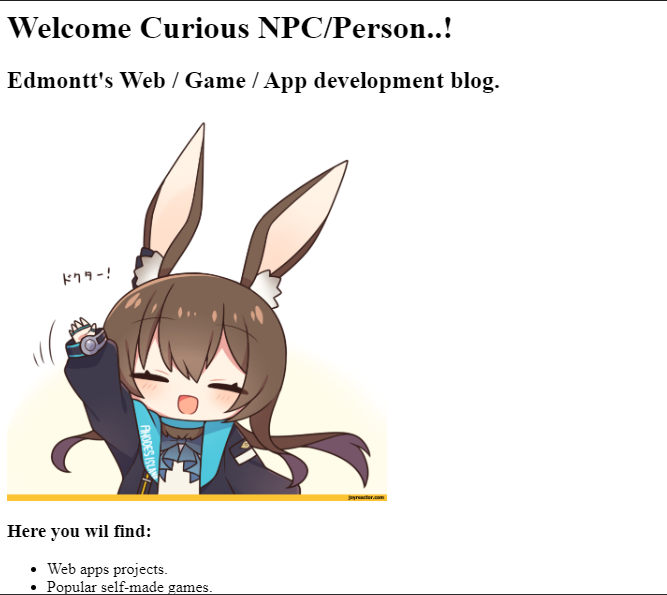 Welcome Curious NPC/Person..!
Edmontt's Web / Game / App development blog.
ドクター!
RHODES ISL
joyreactor.com
Here you wil find:
Web apps projects.
Popular self-made games.